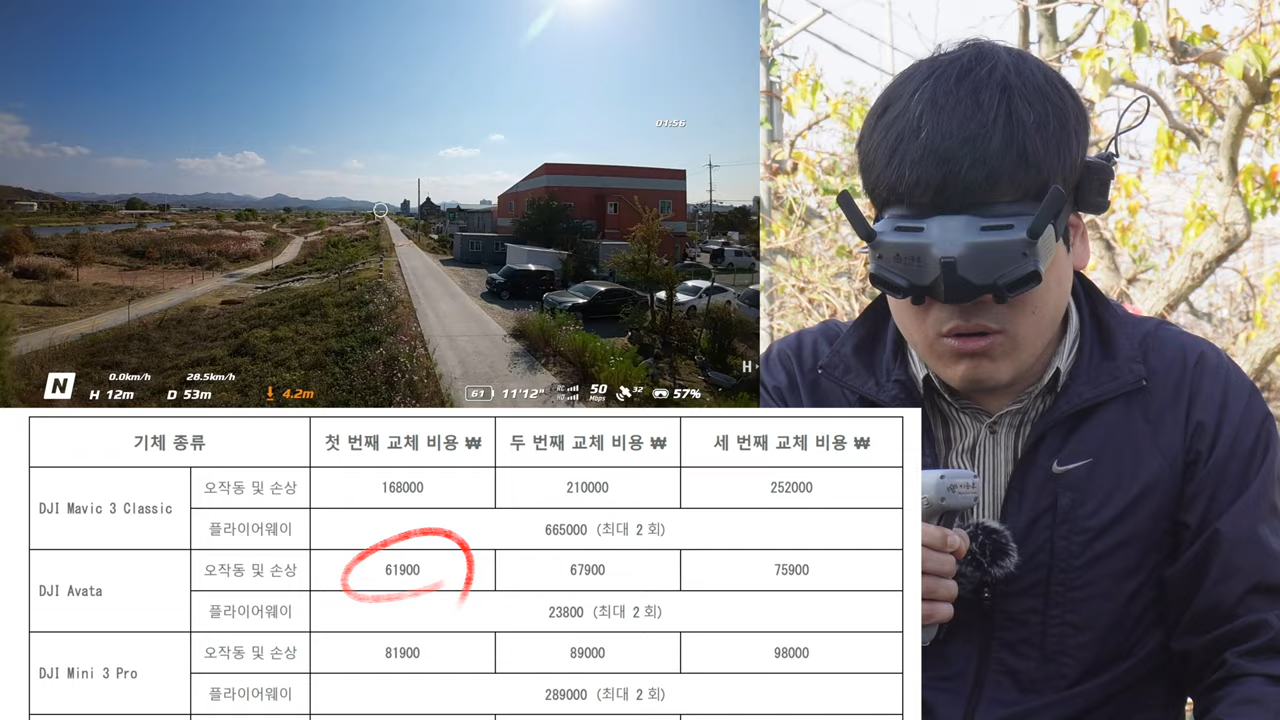 01:56
N
0.0km/h 28.5km/h
H 12m D 53m 4.2m
61 11'12" RC HD 50 Mbps 32 57%
H
기체 종류 첫 번째 교체 비용 ₩ 두 번째 교체 비용 ₩ 세 번째 교체 비용 ₩
DJI Mavic 3 Classic
오작동 및 손상 168000 210000 252000
플라이어웨이 665000 (최대 2 회)
DJI Avata
오작동 및 손상 61900 67900 75900
플라이어웨이 23800 (최대 2 회)
DJI Mini 3 Pro
오작동 및 손상 81900 89000 98000
플라이어웨이 289000 (최대 2 회)